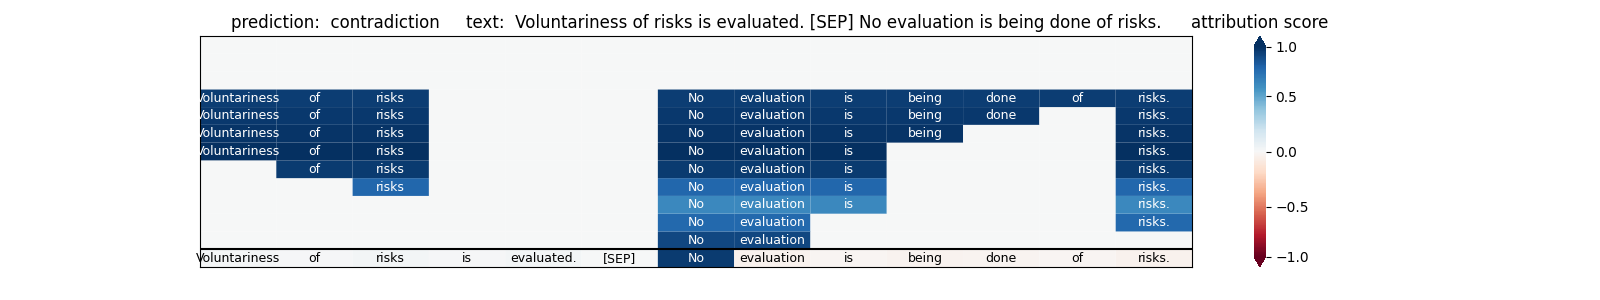 prediction:  contradiction      text:  Voluntariness of risks is evaluated. [SEP] No evaluation is being done of risks.      attribution score
Voluntariness of risks No evaluation is being done of risks.
Voluntariness of risks No evaluation is being done risks.
Voluntariness of risks No evaluation is being risks.
Voluntariness of risks No evaluation is risks.
of risks No evaluation is risks.
risks No evaluation is risks.
No evaluation is risks.
No evaluation risks.
No evaluation
Voluntariness of risks is evaluated. [SEP] No evaluation is being done of risks.
1.0
0.5
0.0
−0.5
−1.0